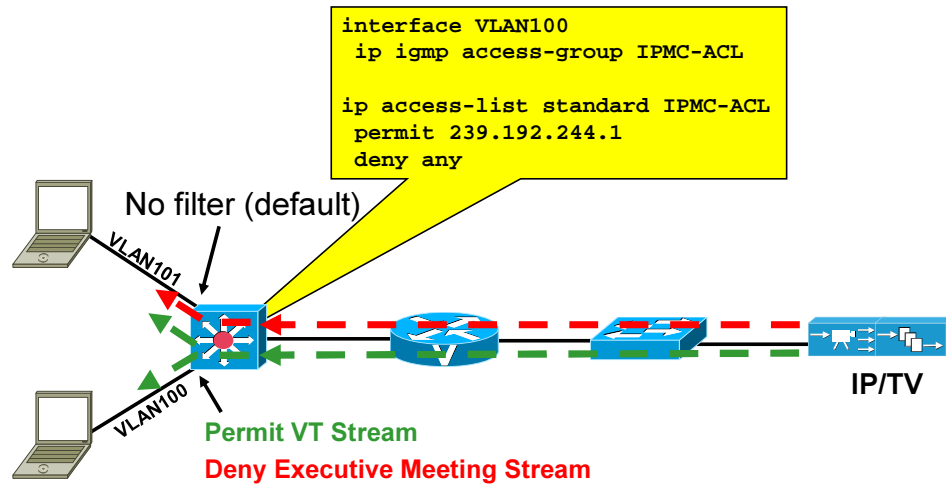 interface VLAN100
ip igmp access-group IPMC-ACL
ip access-list standard IPMC-ACL
permit 239.192.244.1
deny any
No filter (default)
VLAN101
V
IP/TV
VLAN100
Permit VT Stream
Deny Executive Meeting Stream